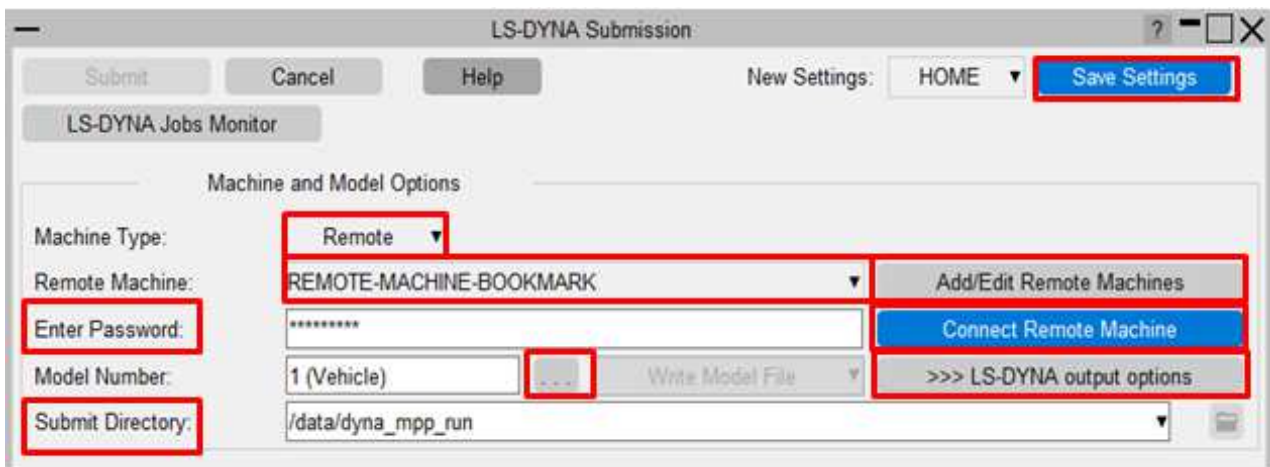 LS-DYNA Submission ?
Submit Cancel Help New Settings: HOME Save Settings
LS-DYNA Jobs Monitor
Machine and Model Options
Machine Type: Remote
Remote Machine: REMOTE-MACHINE-BOOKMARK Add/Edit Remote Machines
Enter Password: ********* Connect Remote Machine
Model Number: 1 (Vehicle) ... Write Model File >>> LS-DYNA output options
Submit Directory: /data/dyna_mpp_run